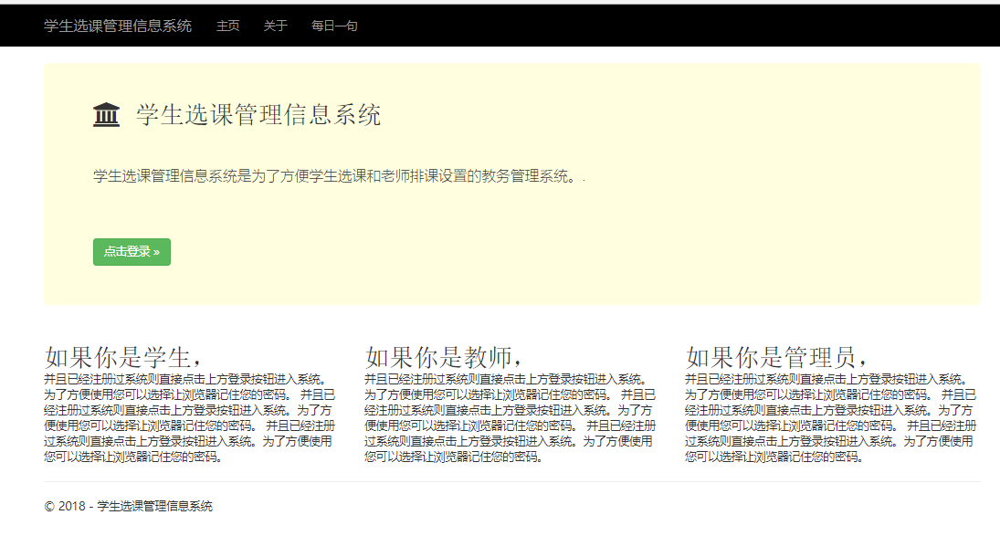 学生选课管理信息系统 主页 关于 每日一句
学生选课管理信息系统
学生选课管理信息系统是为了方便学生选课和老师排课设置的教务管理系统。.
点击登录 »
如果你是学生，
并且已经注册过系统则直接点击上方登录按钮进入系统。
为了方便使用您可以选择让浏览器记住您的密码。 并且已
经注册过系统则直接点击上方登录按钮进入系统。为了方
便使用您可以选择让浏览器记住您的密码。 并且已经注册
过系统则直接点击上方登录按钮进入系统。为了方便使用
您可以选择让浏览器记住您的密码。
如果你是教师，
并且已经注册过系统则直接点击上方登录按钮进入系统。
为了方便使用您可以选择让浏览器记住您的密码。 并且已
经注册过系统则直接点击上方登录按钮进入系统。为了方
便使用您可以选择让浏览器记住您的密码。 并且已经注册
过系统则直接点击上方登录按钮进入系统。为了方便使用
您可以选择让浏览器记住您的密码。
如果你是管理员，
并且已经注册过系统则直接点击上方登录按钮进入系统。
为了方便使用您可以选择让浏览器记住您的密码。 并且已
经注册过系统则直接点击上方登录按钮进入系统。为了方
便使用您可以选择让浏览器记住您的密码。 并且已经注册
过系统则直接点击上方登录按钮进入系统。为了方便使用
您可以选择让浏览器记住您的密码。
© 2018 - 学生选课管理信息系统